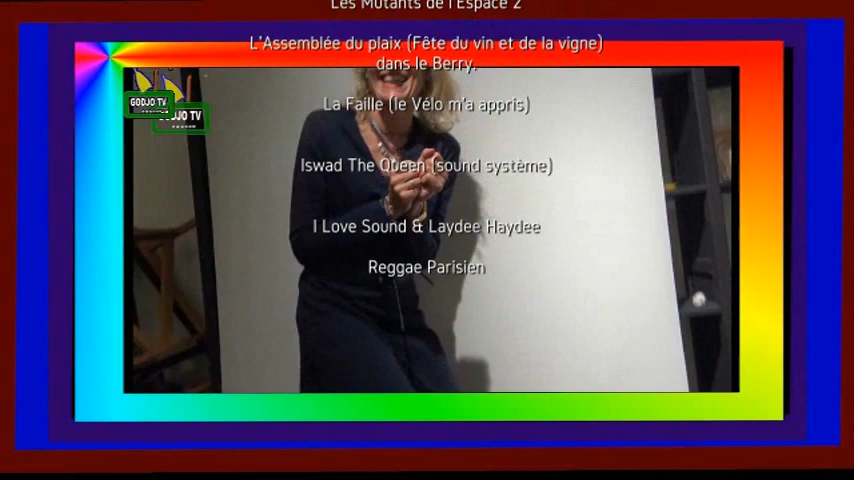 Les Mutants de l'Espace 2
L'Assemblée du plaix (Fête du vin et de la vigne)
dans le Berry.
La Faille (le Vélo m'a appris)
GODJO TV
GODJO TV
Iswad The Queen (sound système)
I Love Sound & Laydee Haydee
Reggae Parisien